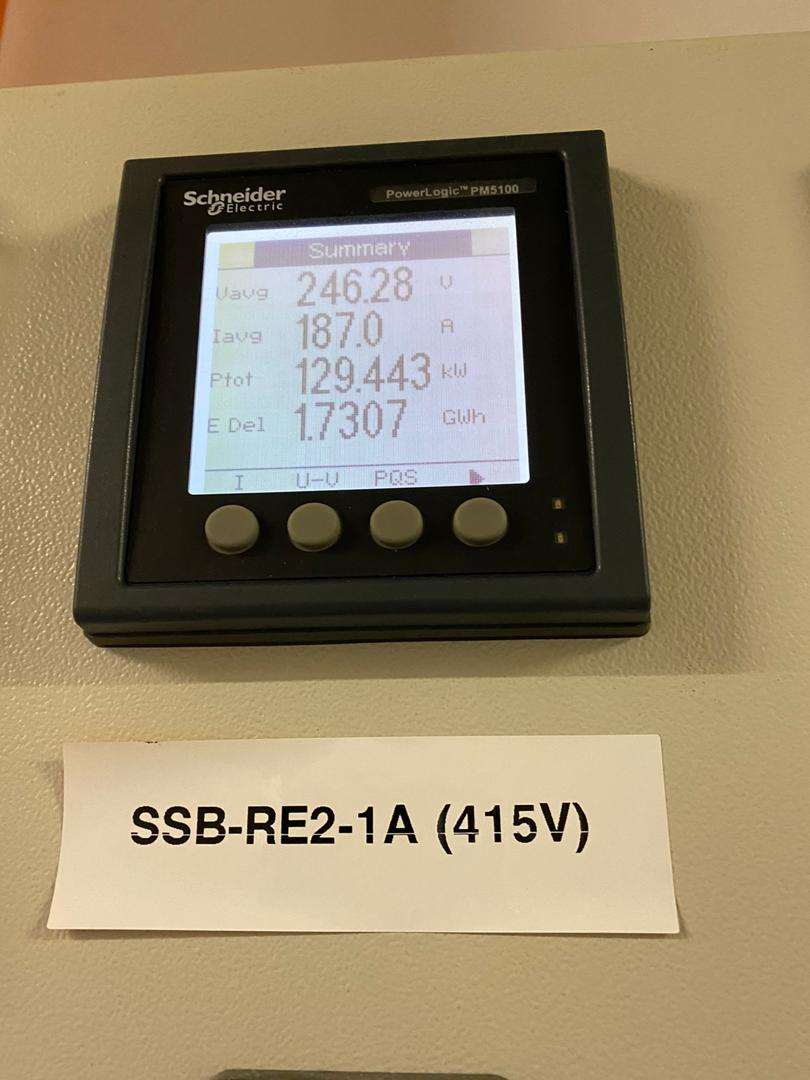 Schneider
Electric
PowerLogic™ PM5100
Summary
Vavg 246.28 V
Iavg 187.0 A
Ptot 129.443 kW
E Del 1.7307 GWh
I U-V PQS
SSB-RE2-1A (415V)